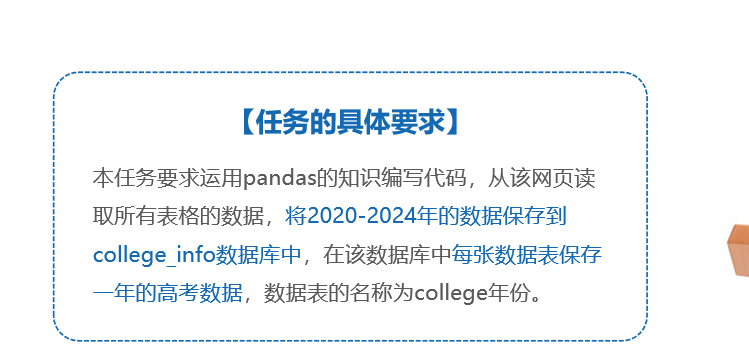 【任务的具体要求】
本任务要求运用pandas的知识编写代码，从该网页读
取所有表格的数据，将2020-2024年的数据保存到
college_info数据库中，在该数据库中每张数据表保存
一年的高考数据，数据表的名称为college年份。